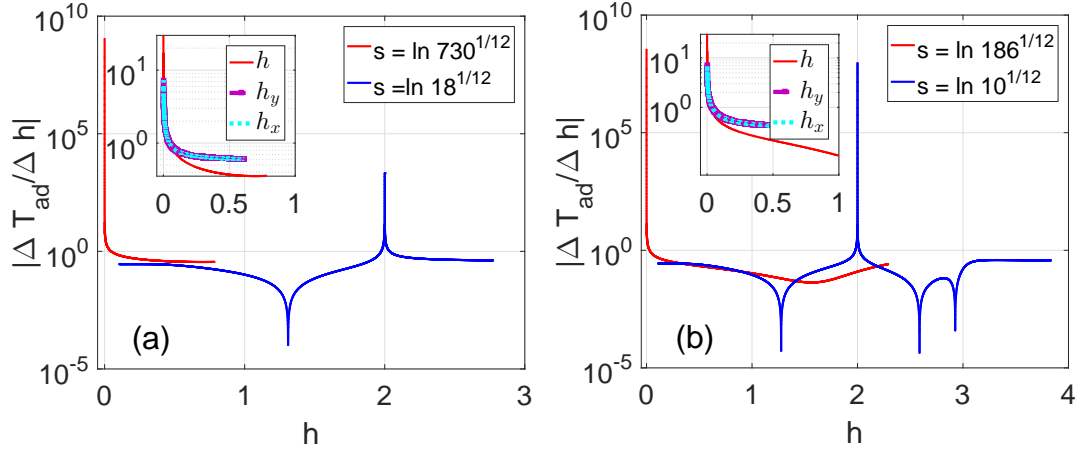 |Δ T_ad/Δ h|
10^10
10^5
10^0
10^-5
s = ln 730^1/12
s =ln 18^1/12
10^1
10^0
h
h_y
h_x
0 0.5 1
(a)
0 1 2 3
h
|Δ T_ad/Δ h|
10^10
10^5
10^0
10^-5
s = ln 186^1/12
s = ln 10^1/12
10^1
10^0
h
h_y
h_x
0 0.5 1
(b)
0 1 2 3 4
h